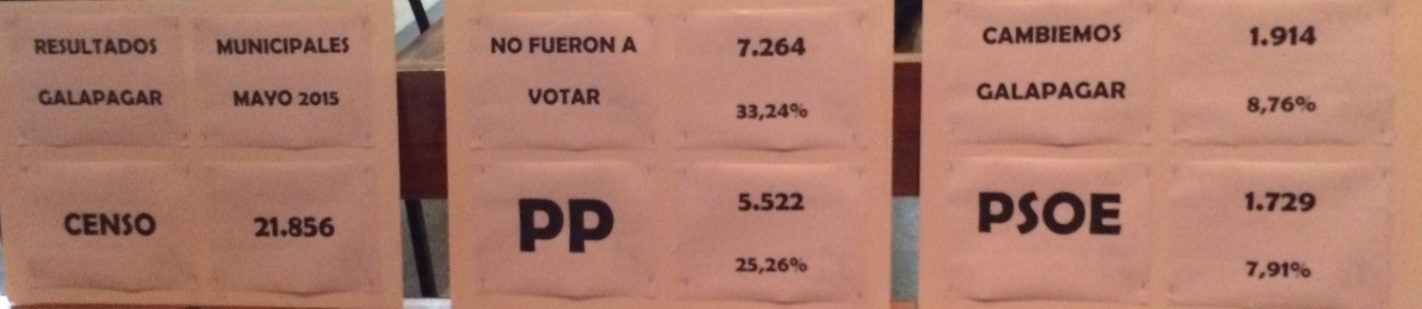 RESULTADOS MUNICIPALES
GALAPAGAR MAYO 2015
CENSO 21.856
NO FUERON A 7.264
VOTAR 33,24%
PP 5.522
25,26%
CAMBIEMOS 1.914
GALAPAGAR 8,76%
PSOE 1.729
7,91%